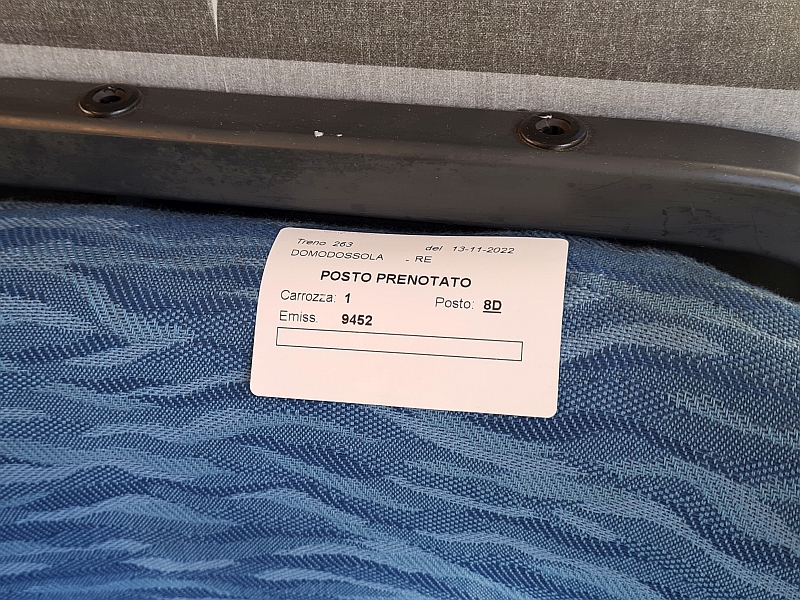 Treno 263 del 13-11-2022
DOMODOSSOLA - RE
POSTO PRENOTATO
Carrozza: 1 Posto: 8D
Emiss. 9452